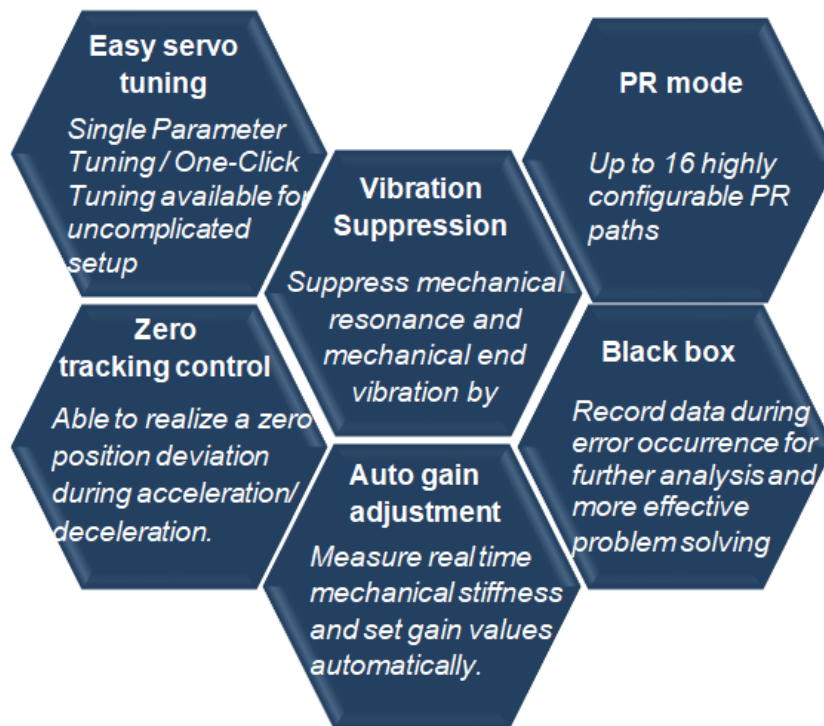 Easy servo
tuning
Single Parameter
Tuning / One-Click
Tuning available for
uncomplicated
setup
PR mode
Up to 16 highly
configurable PR
paths
Vibration
Suppression
Suppress mechanical
resonance and
mechanical end
vibration by
Zero
tracking control
Able to realize a zero
position deviation
during acceleration/
deceleration.
Black box
Record data during
error occurrence for
further analysis and
more effective
problem solving
Auto gain
adjustment
Measure real time
mechanical stiffness
and set gain values
automatically.